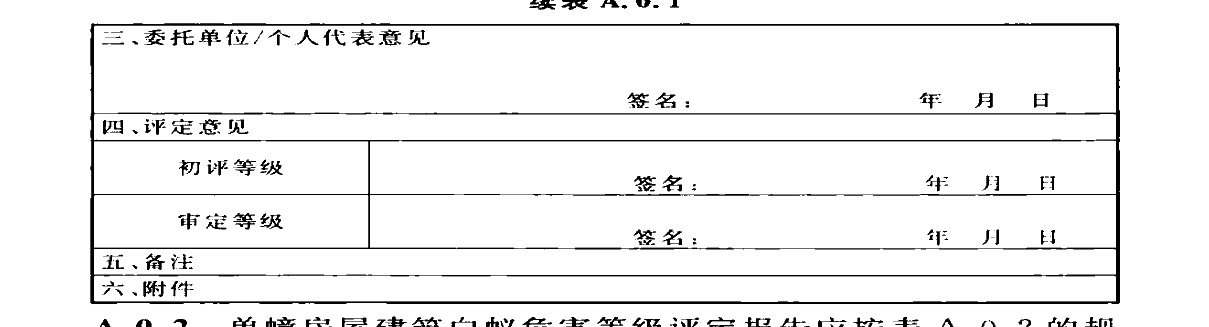 续表 A.0.1
三、委托单位/个人代表意见
签名： 年 月 日
四、评定意见
初评等级
签名： 年 月 日
审定等级
签名： 年 月 日
五、备注
六、附件
A.0.2 单幢房屋建筑白蚁危害等级评定报告应按表 A.0.2 的规